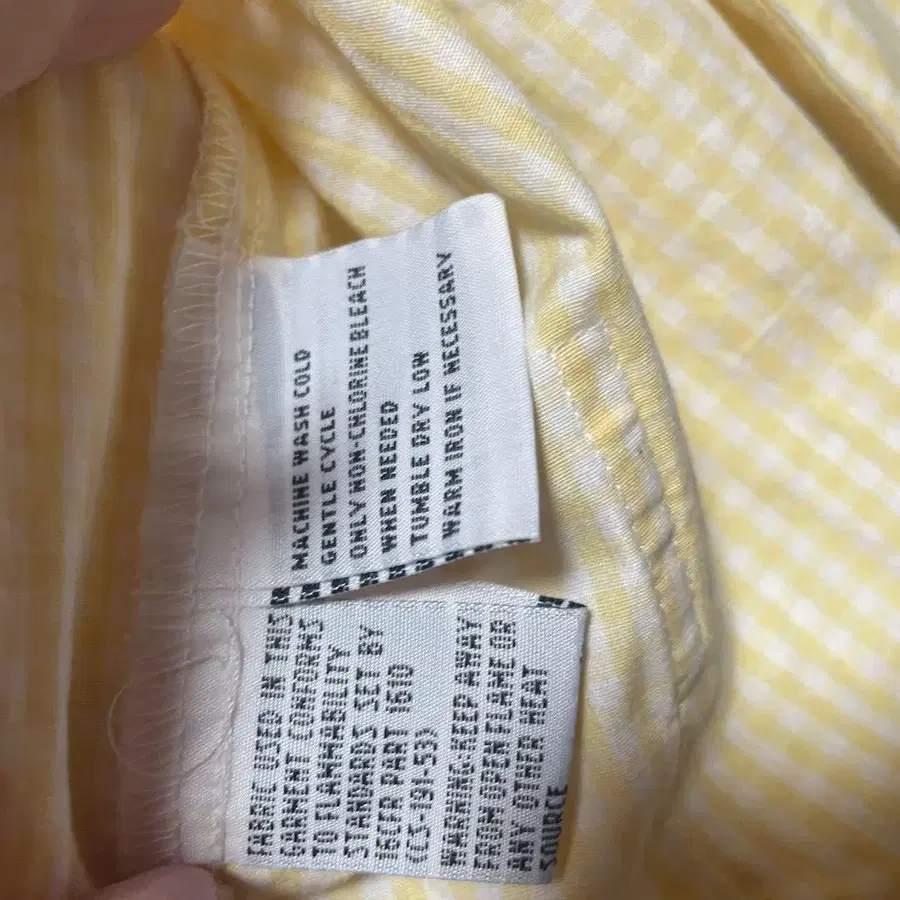 MACHINE WASH COLD
GENTLE CYCLE
ONLY NON-CHLORINE BLEACH
WHEN NEEDED
TUMBLE DRY LOW
WARM IRON IF NECESSARY
FABRIC USED IN THIS
GARMENT CONFORMS
TO FLAMMABILITY
STANDARDS SET BY
16CFR PART 1610
(CS-191-53)
WARNING-KEEP AWAY
FROM OPEN FLAME OR
ANY OTHER HEAT
SOURCE